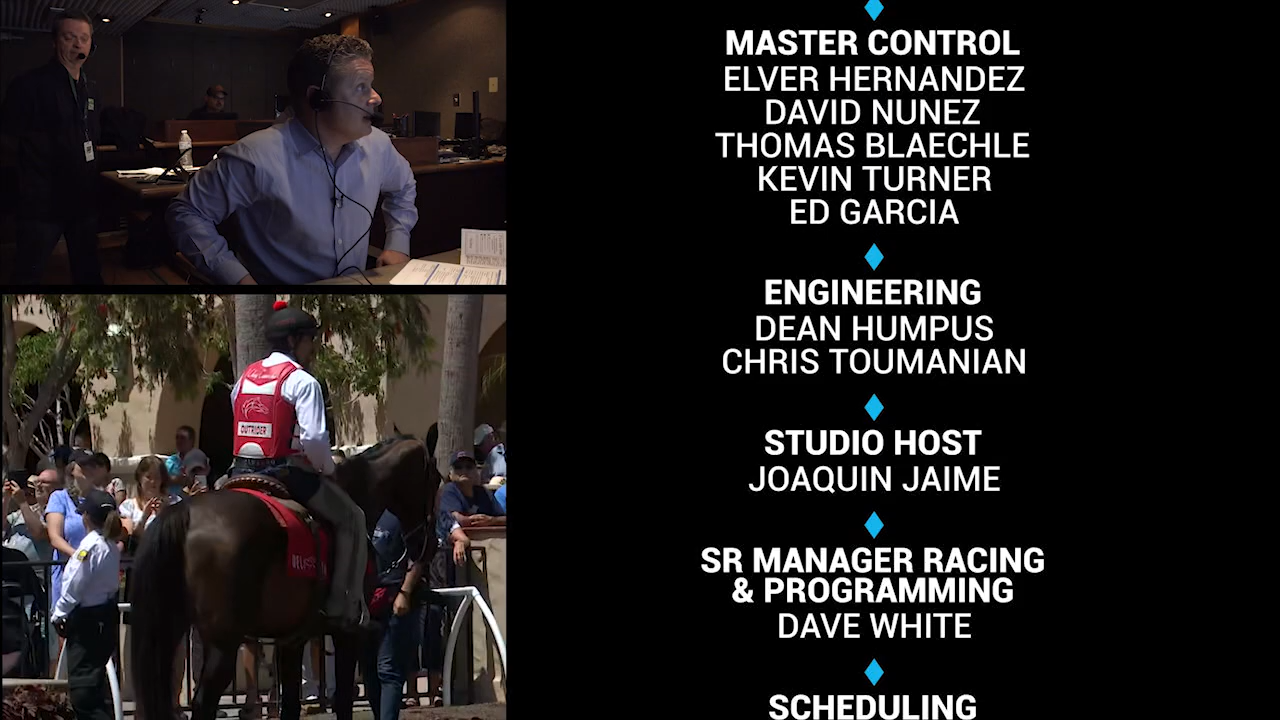 MASTER CONTROL
ELVER HERNANDEZ
DAVID NUNEZ
THOMAS BLAECHLE
KEVIN TURNER
ED GARCIA
ENGINEERING
DEAN HUMPUS
CHRIS TOUMANIAN
STUDIO HOST
JOAQUIN JAIME
SR MANAGER RACING
& PROGRAMMING
DAVE WHITE
SCHEDULING
OUTRIDER